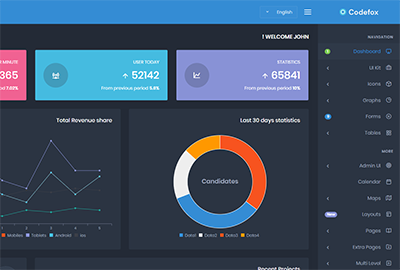 English
Codefox
! WELCOME JOHN
NAVIGATION
Dashboard
UI Kit
Icons
Graphs
Forms
Tables
MORE
Admin UI
Calendar
Maps
New
Layouts
Pages
Extra Pages
Multi Level
MINUTE
365
period 7.02%
USER TODAY
52142
From previous period 5.8%
STATISTICS
65841
From previous period 10%
Total Revenue share
Mobiles Tablets Android ios
Last 30 days statistics
Candidates
Data1 Data2 Data3 Data4
Recent Projects